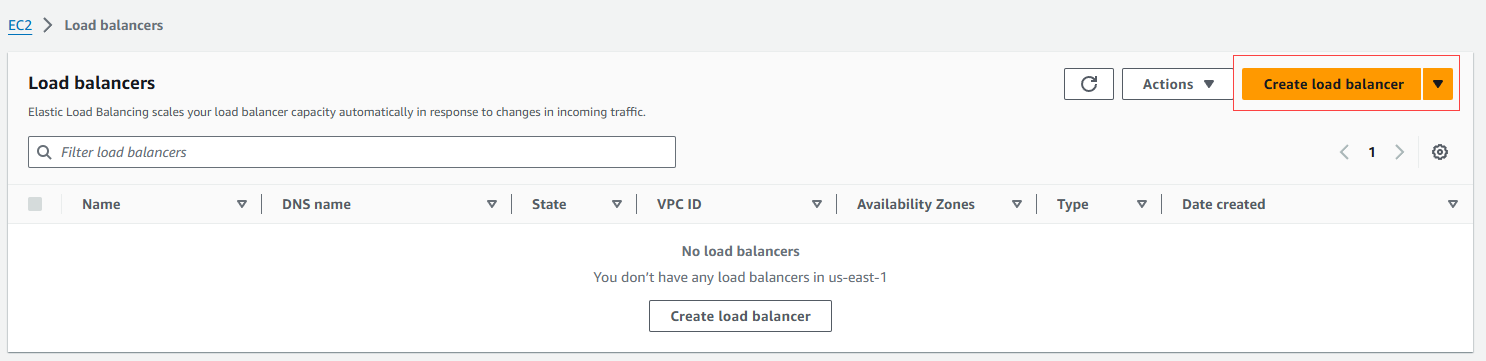 EC2 Load balancers
Load balancers
Actions
Create load balancer
Elastic Load Balancing scales your load balancer capacity automatically in response to changes in incoming traffic.
Filter load balancers
1
Name DNS name State VPC ID Availability Zones Type Date created
No load balancers
You don’t have any load balancers in us-east-1
Create load balancer